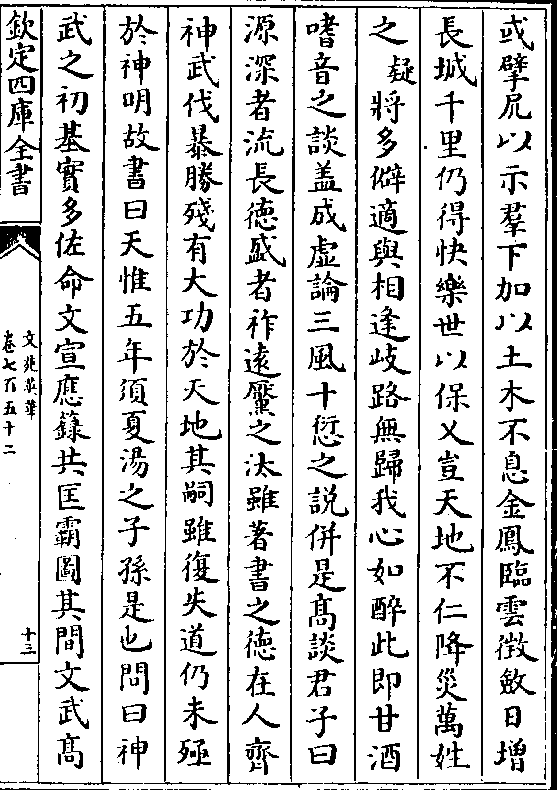 或擘尻以示羣下加以土木不息金鳳臨雲徴斂日増
長城千里仍得快樂世以保乂豈天地不仁降災萬姓
之疑將多僻適與相逢岐路無歸我心如醉此即甘酒
嗜音之談蓋成虚論三風十愆之説併是髙談君子曰
源深者流長徳盛者祚逺黶之汰雖著書之徳在人齊
神武伐暴勝殘有大功於天地其嗣雖復失道仍未殛
於神明故書曰天惟五年須夏湯之子孫是也問曰神
武之初基實多佐命文宣應籙共匡霸圖其間文武髙
欽定四庫全書
文苑英華
卷七百五十二
十三